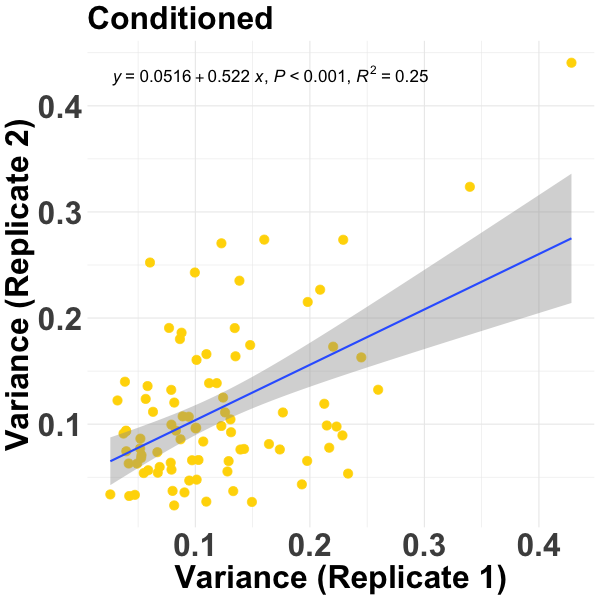 Conditioned
y = 0.0516 + 0.522 x, P < 0.001, R² = 0.25
Variance (Replicate 2)
0.4
0.3
0.2
0.1
0.1 0.2 0.3 0.4
Variance (Replicate 1)